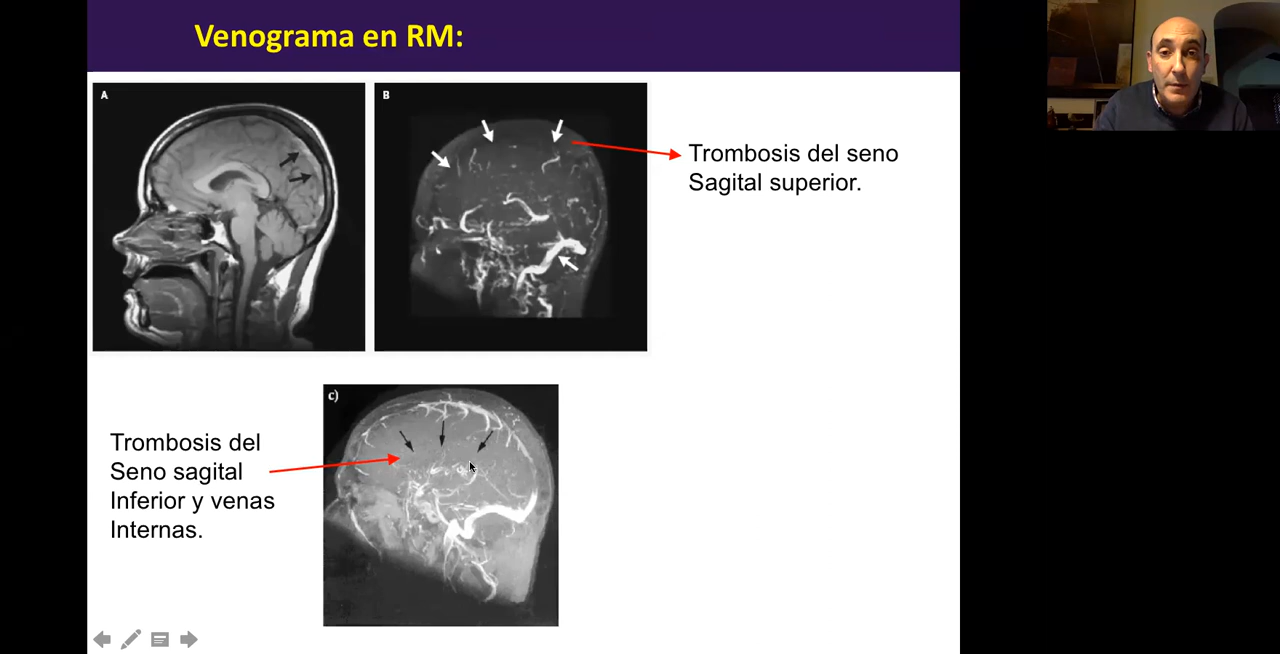 Venograma en RM:
A
B
Trombosis del seno
Sagital superior.
c)
Trombosis del
Seno sagital
Inferior y venas
Internas.